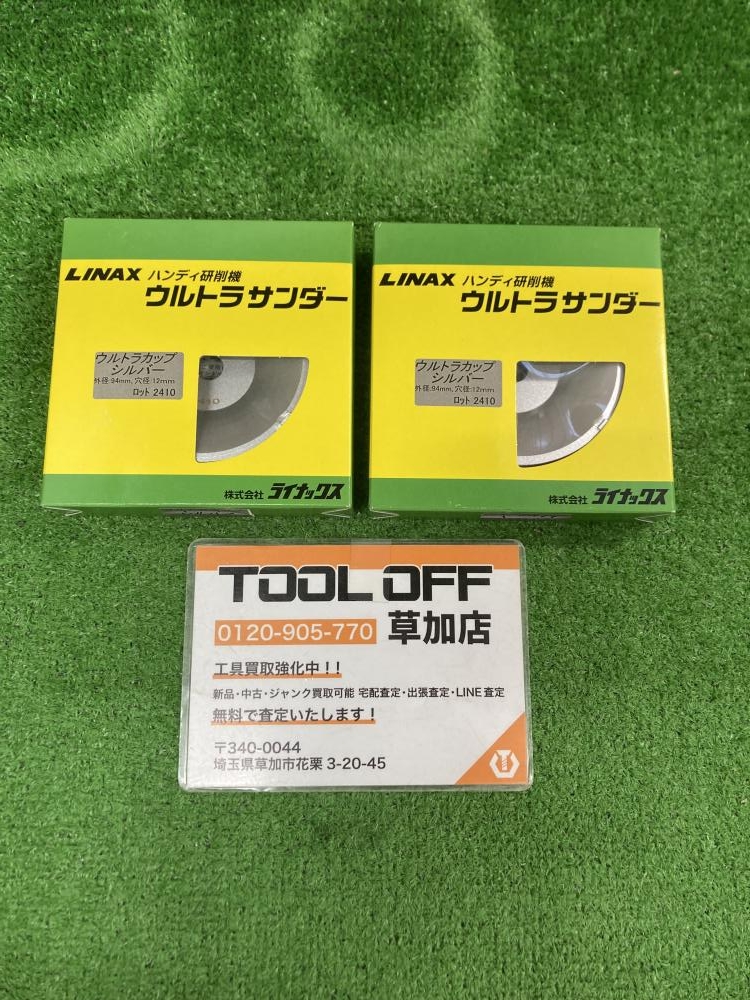 LINAX ハンディ研削機
ウルトラサンダー
ウルトラカップ
シルバー
外径:94mm, 穴径:12mm
ロット 2410
株式会社 ライナックス
LINAX ハンディ研削機
ウルトラサンダー
ウルトラカップ
シルバー
外径:94mm, 穴径:12mm
ロット 2410
株式会社 ライナックス
TOOL OFF
0120-905-770 草加店
工具買取強化中！！
新品・中古・ジャンク買取可能 宅配査定・出張査定・LINE査定
無料で査定いたします！
〒340-0044
埼玉県草加市花栗 3-20-45